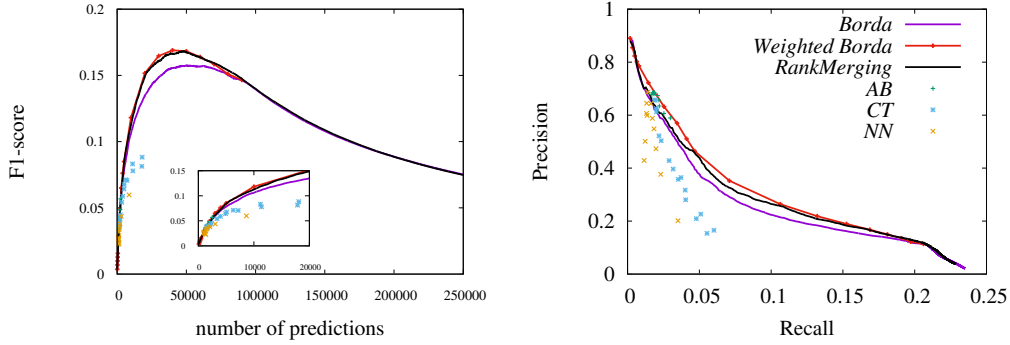 F1-score
0.2
0.15
0.1
0.05
0
0 50000 100000 150000 200000 250000
number of predictions
0.15
0.1
0.05
0
0 10000 20000
Precision
1
0.8
0.6
0.4
0.2
0
0 0.05 0.1 0.15 0.2 0.25
Recall
Borda
Weighted Borda
RankMerging
AB
CT
NN